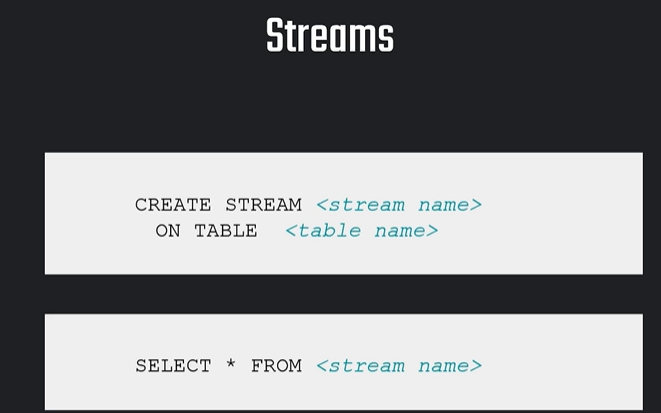 Streams
CREATE STREAM <stream name>
ON TABLE <table name>
SELECT * FROM <stream name>